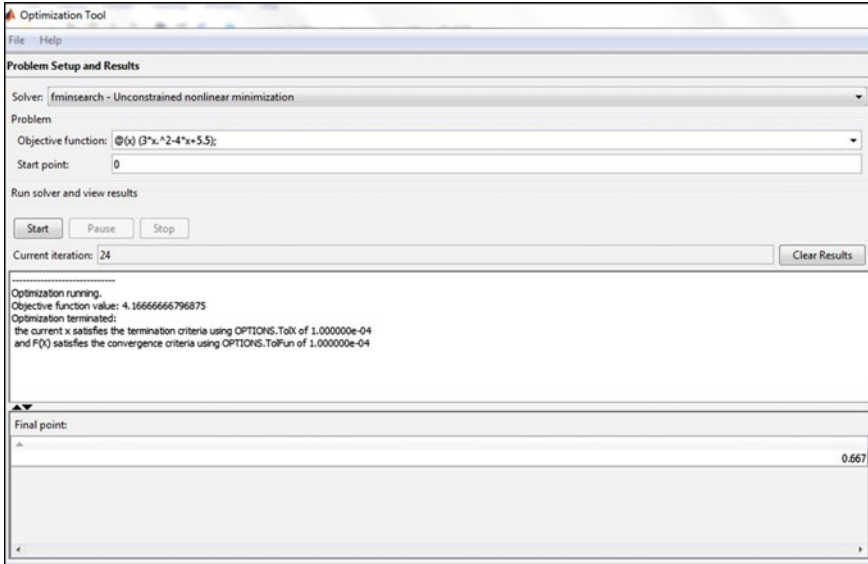 Optimization Tool
File Help
Problem Setup and Results
Solver: fminsearch - Unconstrained nonlinear minimization
Problem
Objective function: @(x) (3*x.^2-4*x+5.5);
Start point: 0
Run solver and view results
Start Pause Stop
Current iteration: 24 Clear Results
-----------------------------
Optimization running.
Objective function value: 4.16666666796875
Optimization terminated:
the current x satisfies the termination criteria using OPTIONS.TolX of 1.000000e-04
and F(X) satisfies the convergence criteria using OPTIONS.TolFun of 1.000000e-04
Final point:
0.667